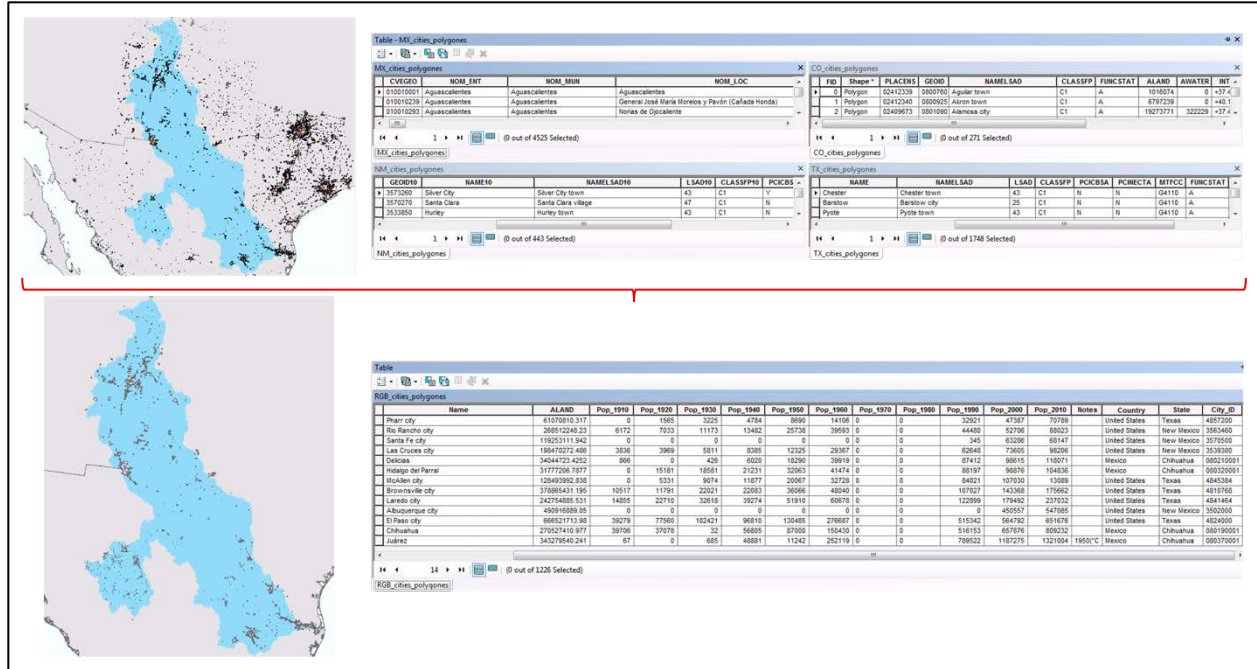 Table - MX_cities_polygones
MX_cities_polygones
CVEGEO NOM_ENT NOM_MUN NOM_LOC
010010001 Aguascalientes Aguascalientes Aguascalientes
010010239 Aguascalientes Aguascalientes General José María Morelos y Pavón (Cañada Honda)
010010293 Aguascalientes Aguascalientes Norias de Ojocaliente
1 (0 out of 4525 Selected)
MX_cities_polygones
CO_cities_polygones
FID Shape * PLACENS GEOID NAMELSAD CLASSFP FUNCSTAT ALAND AWATER INT
0 Polygon 02412339 0800760 Aguilar town C1 A 1016074 0 +37.4
1 Polygon 02412340 0800925 Akron town C1 A 6797239 0 +40.1
2 Polygon 02409673 0801090 Alamosa city C1 A 19273771 322229 +37.4
1 (0 out of 271 Selected)
CO_cities_polygones
NM_cities_polygones
GEOID10 NAME10 NAMELSAD10 LSAD10 CLASSFP10 PCICBS
3573260 Silver City Silver City town 43 C1 Y
3570270 Santa Clara Santa Clara village 47 C1 N
3533850 Hurley Hurley town 43 C1 N
1 (0 out of 443 Selected)
NM_cities_polygones
TX_cities_polygones
NAME NAMELSAD LSAD CLASSFP PCICBSA PCINECTA MTFCC FUNCSTAT
Chester Chester town 43 C1 N N G4110 A
Barstow Barstow city 25 C1 N N G4110 A
Pyote Pyote town 43 C1 N N G4110 A
1 (0 out of 1748 Selected)
TX_cities_polygones
Table
RGB_cities_polygones
Name ALAND Pop_1910 Pop_1920 Pop_1930 Pop_1940 Pop_1950 Pop_1960 Pop_1970 Pop_1980 Pop_1990 Pop_2000 Pop_2010 Notes Country State City_ID
Pharr city 61070810.317 0 1565 3225 4784 8690 14106 0 0 32921 47387 70789 United States Texas 4857200
Rio Rancho city 268512248.23 6172 7033 11173 13482 25738 39593 0 0 44480 52706 88023 United States New Mexico 3563460
Santa Fe city 119253111.942 0 0 0 0 0 0 0 0 345 63286 68147 United States New Mexico 3570500
Las Cruces city 198470272.486 3836 3969 5811 8385 12325 29367 0 0 62648 73605 98206 United States New Mexico 3539380
Delicias 34044723.4252 866 0 426 6020 18290 39919 0 0 87412 98615 118071 Mexico Chihuahua 080210001
Hidalgo del Parral 31777206.7877 0 15181 18581 21231 32063 41474 0 0 88197 98876 104836 Mexico Chihuahua 080320001
McAllen city 128493992.838 0 5331 9074 11877 20067 32728 0 0 84021 107030 13089 United States Texas 4845384
Brownsville city 378865431.195 10517 11791 22021 22083 36066 48040 0 0 107027 143368 175662 United States Texas 4810768
Laredo city 242754885.531 14855 22710 32618 39274 51910 60678 0 0 122899 179492 237032 United States Texas 4841464
Albuquerque city 490916889.05 0 0 0 0 0 0 0 0 0 450557 547085 United States New Mexico 3502000
El Paso city 666521713.98 39279 77560 102421 96810 130485 276687 0 0 515342 564792 651676 United States Texas 4824000
Chihuahua 270527410.977 39706 37078 32 56805 87000 150430 0 0 516153 657876 809232 Mexico Chihuahua 080190001
Juárez 343279540.241 67 0 685 48881 11242 252119 0 0 789522 1187275 1321004 1950(°C Mexico Chihuahua 080370001
14 (0 out of 1226 Selected)
RGB_cities_polygones